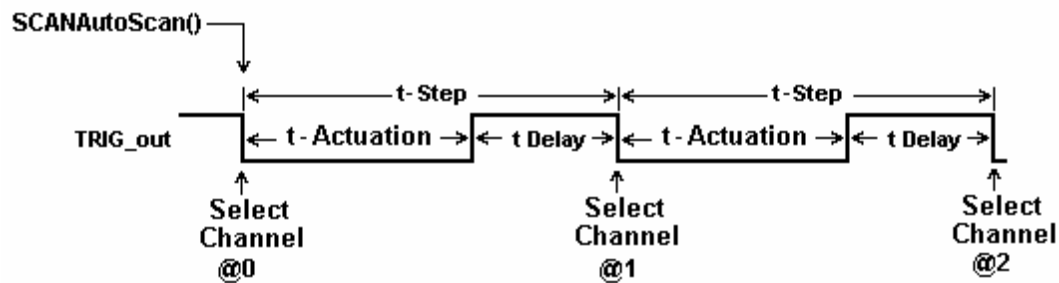 SCANAutoScan()
t-Step t-Step
TRIG_out t-Actuation t Delay t-Actuation t Delay
Select Select Select
Channel Channel Channel
@0 @1 @2